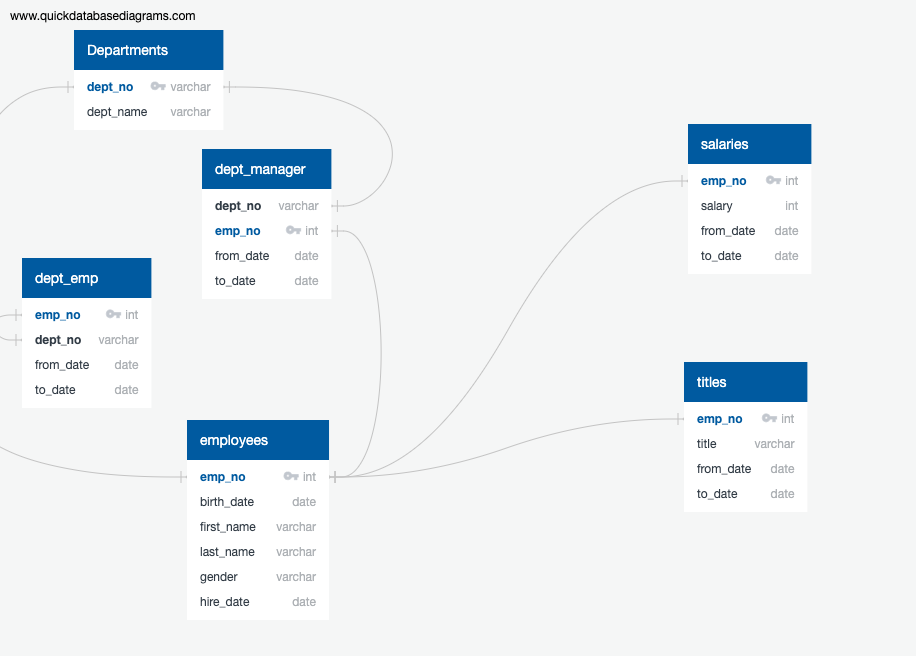 www.quickdatabasediagrams.com
Departments
dept_no varchar
dept_name varchar
dept_manager
dept_no varchar
emp_no int
from_date date
to_date date
dept_emp
emp_no int
dept_no varchar
from_date date
to_date date
employees
emp_no int
birth_date date
first_name varchar
last_name varchar
gender varchar
hire_date date
salaries
emp_no int
salary int
from_date date
to_date date
titles
emp_no int
title varchar
from_date date
to_date date